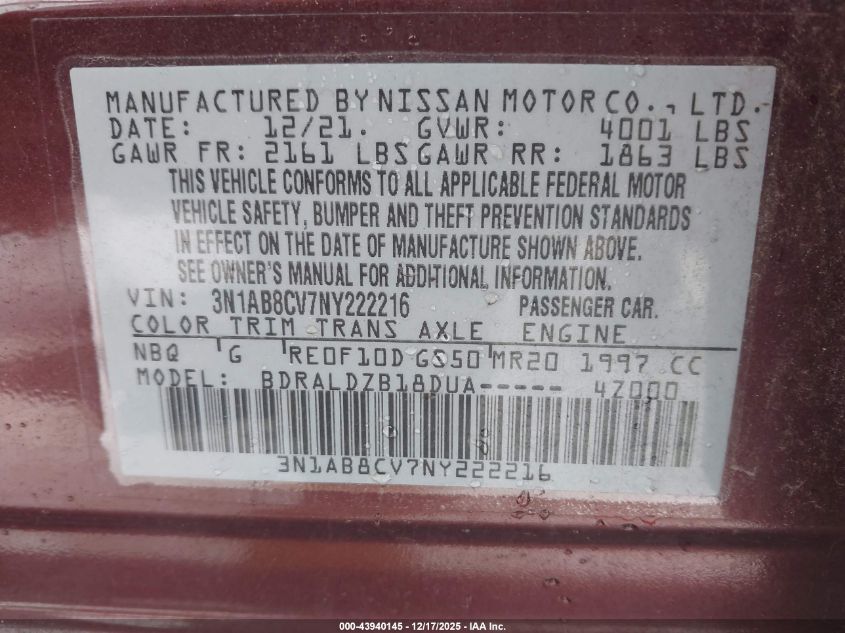 MANUFACTURED BY NISSAN MOTOR CO., LTD.
DATE: 12/21. GVWR: 4001 LBS
GAWR FR: 2161 LBS GAWR RR: 1863 LBS
THIS VEHICLE CONFORMS TO ALL APPLICABLE FEDERAL MOTOR
VEHICLE SAFETY, BUMPER AND THEFT PREVENTION STANDARDS
IN EFFECT ON THE DATE OF MANUFACTURE SHOWN ABOVE.
SEE OWNER'S MANUAL FOR ADDITIONAL INFORMATION.
VIN: 3N1AB8CV7NY222216 PASSENGER CAR.
COLOR TRIM TRANS AXLE ENGINE
NBQ G RE0F10D GS50 MR20 1997 CC
MODEL: BDRALDZB18DUA----- 4Z000
3N1AB8CV7NY222216
000-43940145 - 12/17/2025 - IAA Inc.